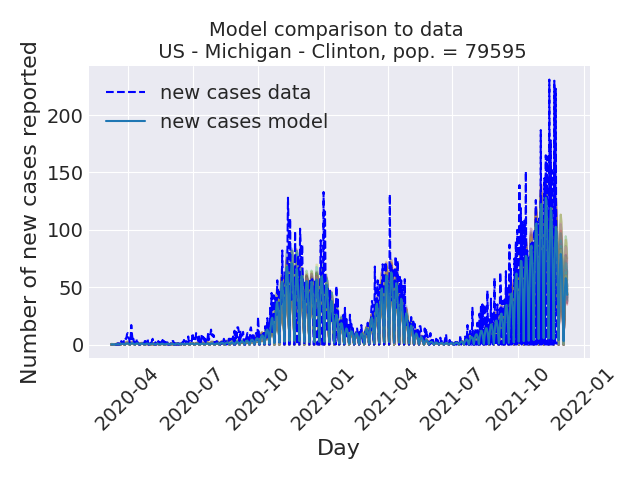 Model comparison to data
US - Michigan - Clinton, pop. = 79595
Number of new cases reported
new cases data
new cases model
200
150
100
50
0
2020-04
2020-07
2020-10
2021-01
2021-04
2021-07
2021-10
2022-01
Day